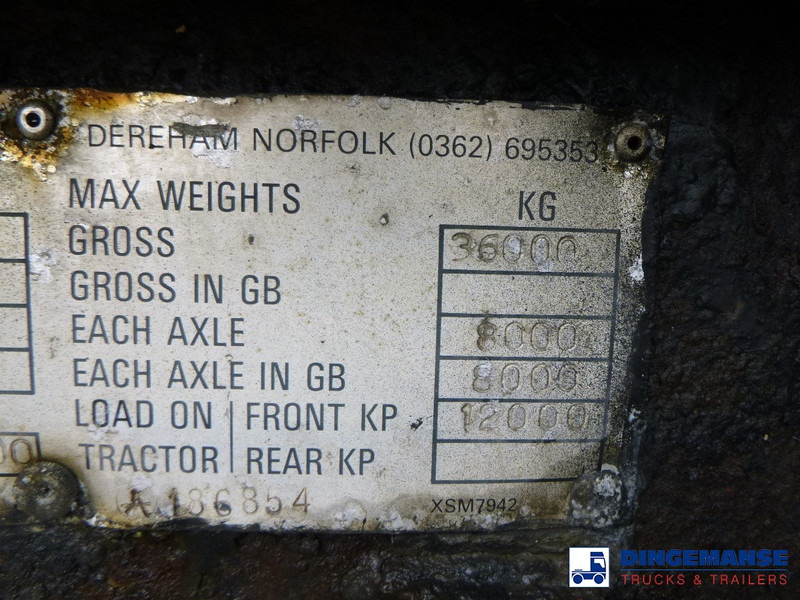 DEREHAM NORFOLK (0362) 695353
MAX WEIGHTS KG
GROSS 36000
GROSS IN GB
EACH AXLE 8000
EACH AXLE IN GB 8000
LOAD ON FRONT KP 12000
00 TRACTOR REAR KP
A186854 XSM7942
DINGEMANSE
TRUCKS & TRAILERS